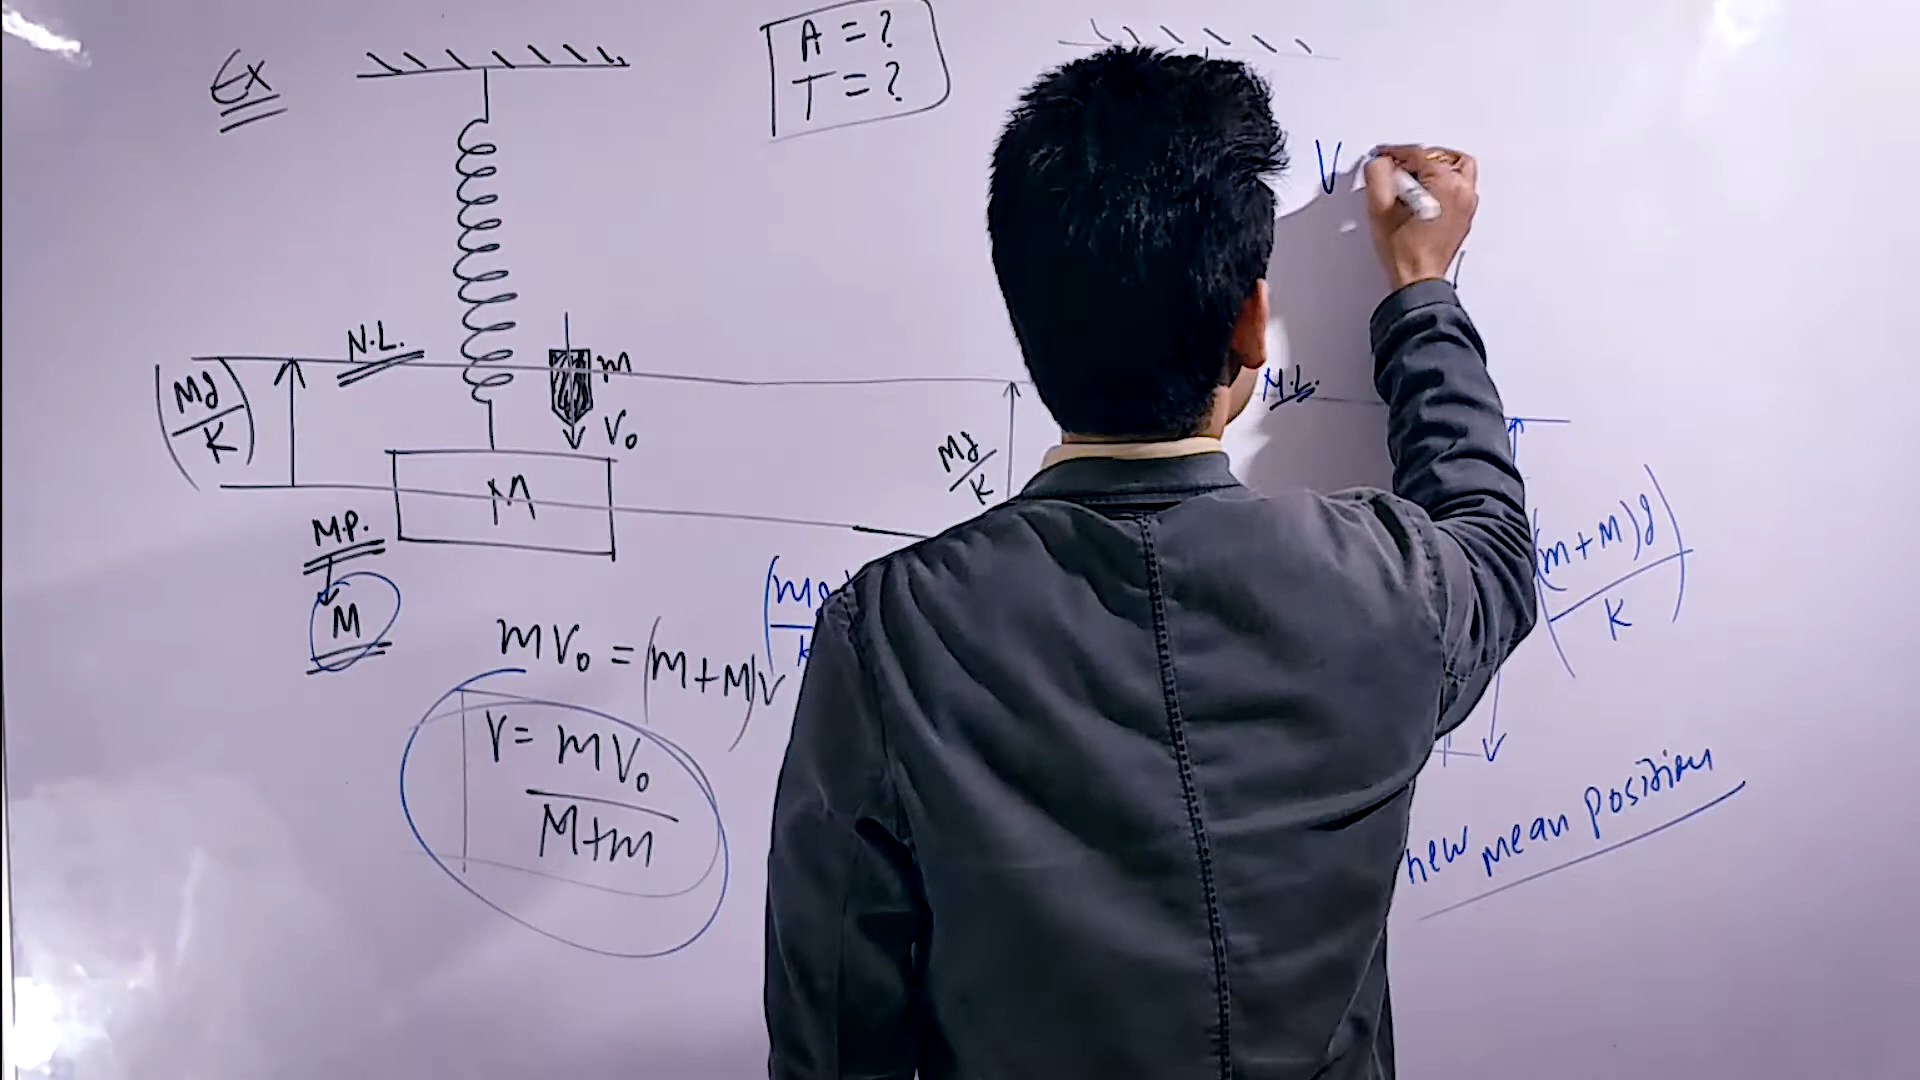 Ex
A = ?
T = ?
V
N.L.
m
V₀
(Mg/K)
M
M.P.
M
Mg/K
N.L.
(m+M)g/K
mV₀ = (m+M)V
V = mV₀/M+m
new mean position